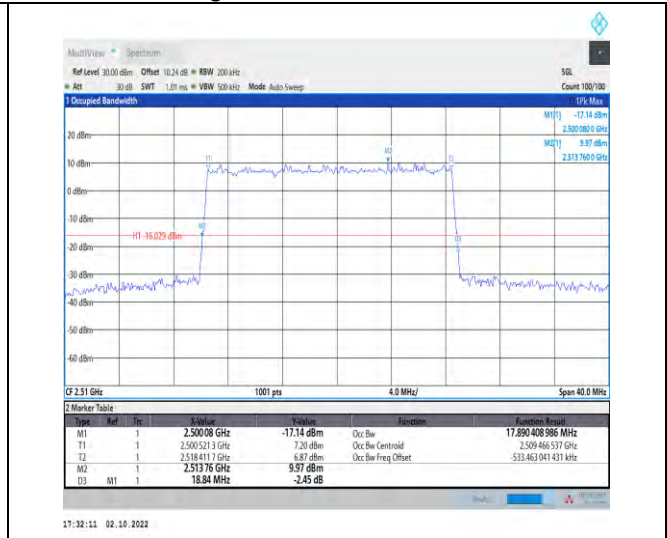 MultiView Spectrum
Ref Level 30.00 dBm Offset 10.24 dB RBW 200 kHz SGL
Att 30 dB SWT 1.01 ms VBW 500 kHz Mode Auto Sweep Count 100/100
1 Occupied Bandwidth 1Pk Max
M1[1] -17.14 dBm
2.500 080 0 GHz
M2[1] 9.97 dBm
2.513 760 0 GHz
20 dBm
M2
T1 T2
10 dBm
0 dBm
-10 dBm
H1 -16.029 dBm
D3
-20 dBm
-30 dBm
-40 dBm
-50 dBm
-60 dBm
CF 2.51 GHz 1001 pts 4.0 MHz/ Span 40.0 MHz
2 Marker Table
Type Ref Trc X-Value Y-Value Function Function Result
M1 1 2.50008 GHz -17.14 dBm Occ Bw 17.890 408 986 MHz
T1 1 2.500 521 3 GHz 7.20 dBm Occ Bw Centroid 2.509 466 537 GHz
T2 1 2.518 411 7 GHz 6.87 dBm Occ Bw Freq Offset -533.463 041 431 kHz
M2 1 2.51376 GHz 9.97 dBm
D3 M1 1 18.84 MHz -2.45 dB
17:32:11 02.10.2022